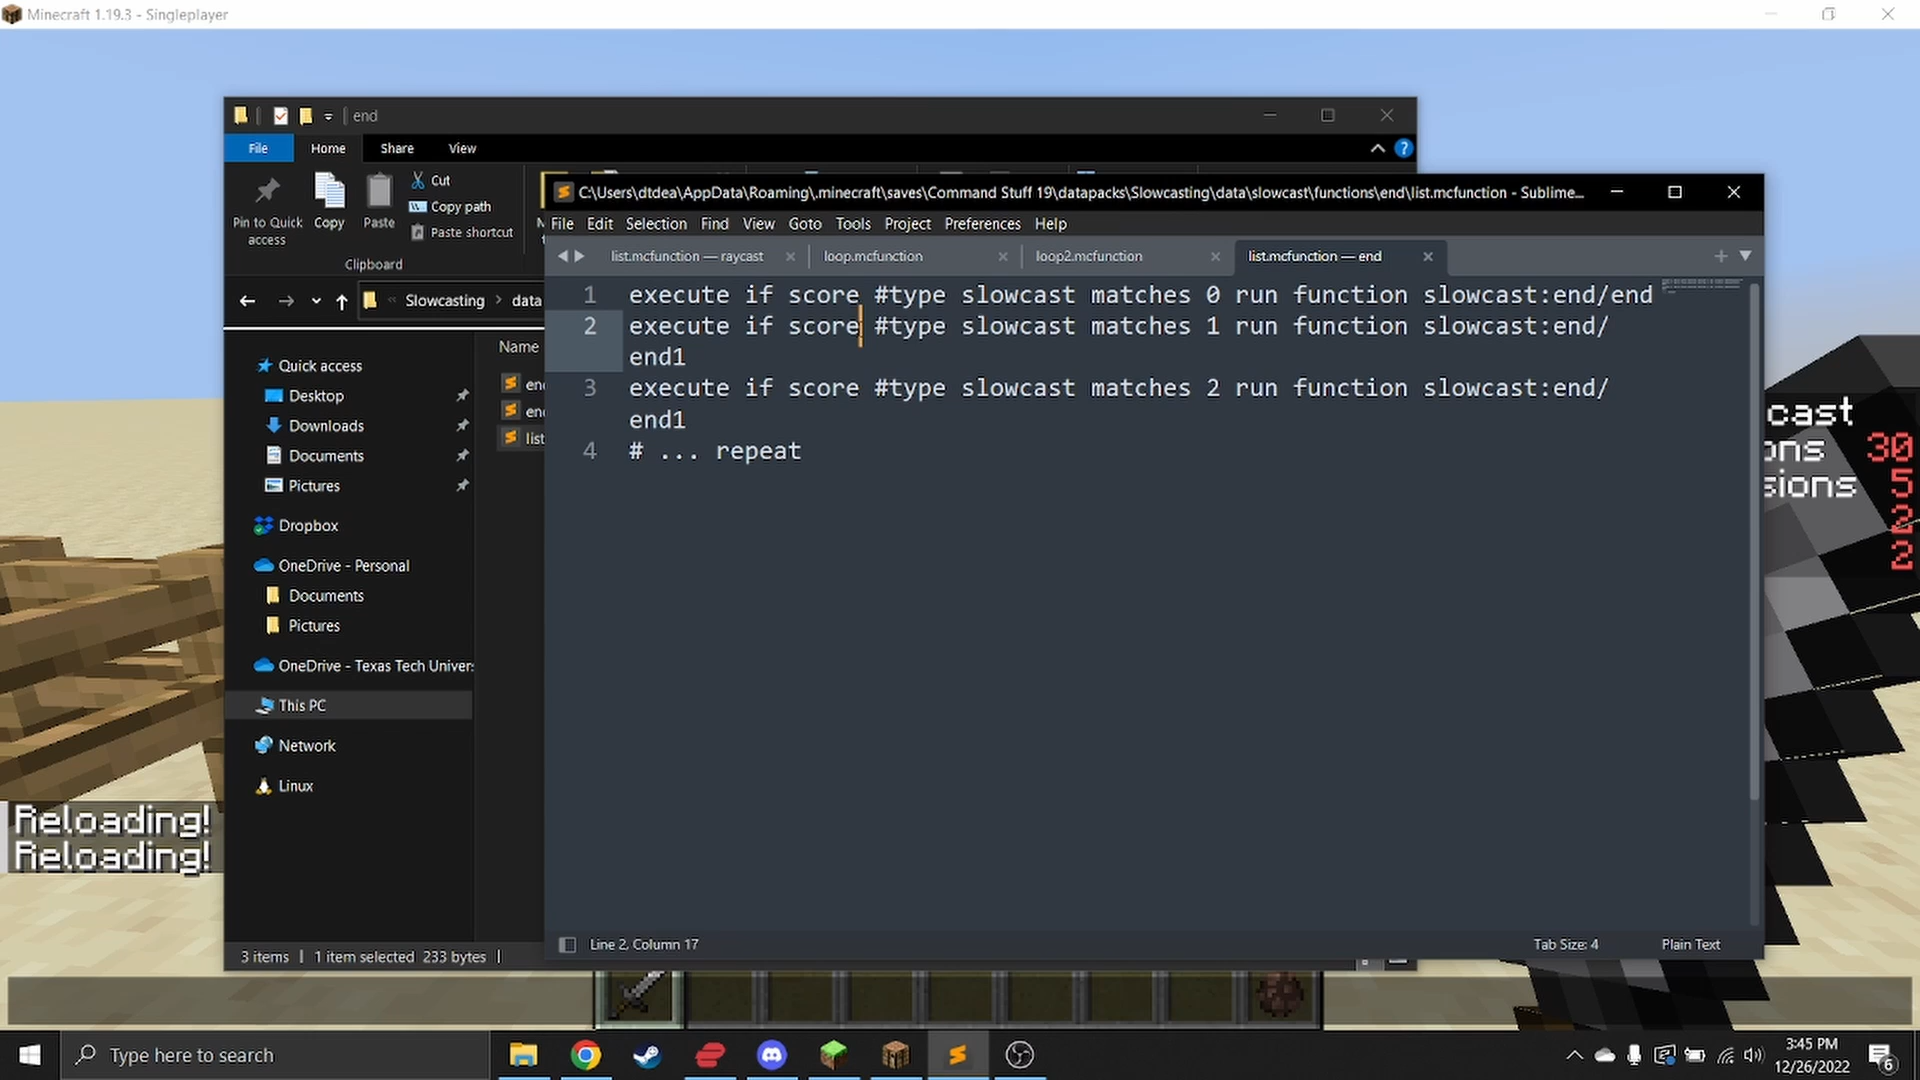 Minecraft 1.19.3 - Singleplayer
end
File Home Share View
Pin to Quick access
Copy
Paste
Cut
Copy path
Paste shortcut
Clipboard
Slowcasting > data
Name
list
Quick access
Desktop
Downloads
Documents
Pictures
Dropbox
OneDrive - Personal
Documents
Pictures
OneDrive - Texas Tech Univer
This PC
Network
Linux
3 items 1 item selected 233 bytes
C:\Users\dtdea\AppData\Roaming\.minecraft\saves\Command Stuff 19\datapacks\Slowcasting\data\slowcast\functions\end\list.mcfunction - Sublime...
File Edit Selection Find View Goto Tools Project Preferences Help
list.mcfunction — raycast loop.mcfunction loop2.mcfunction list.mcfunction — end
1 execute if score #type slowcast matches 0 run function slowcast:end/end
2 execute if score #type slowcast matches 1 run function slowcast:end/
end1
3 execute if score #type slowcast matches 2 run function slowcast:end/
end1
4 # ... repeat
Line 2, Column 17 Tab Size: 4 Plain Text
cast
ons 30
sions 5
2
2
Reloading!
Reloading!
Type here to search
3:45 PM
12/26/2022
6